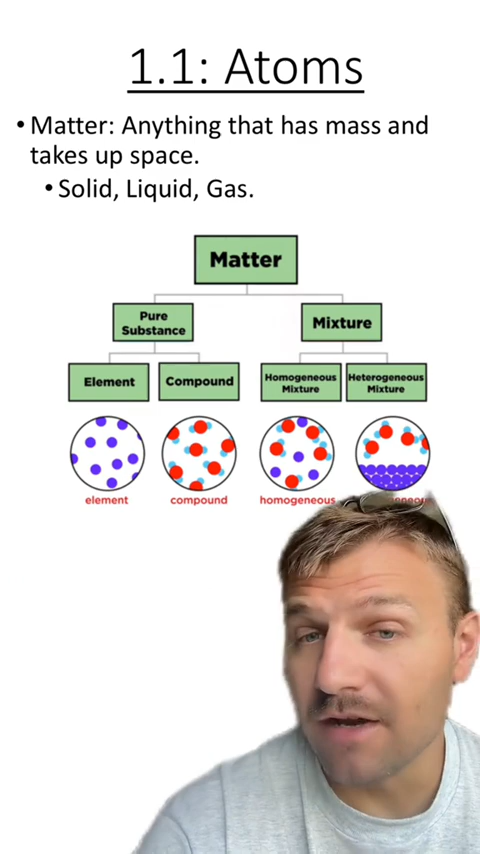 1.1: Atoms
• Matter: Anything that has mass and
takes up space.
• Solid, Liquid, Gas.
Matter
Pure
Substance
Mixture
Element
Compound
Homogeneous
Mixture
Heterogeneous
Mixture
element
compound
homogeneous